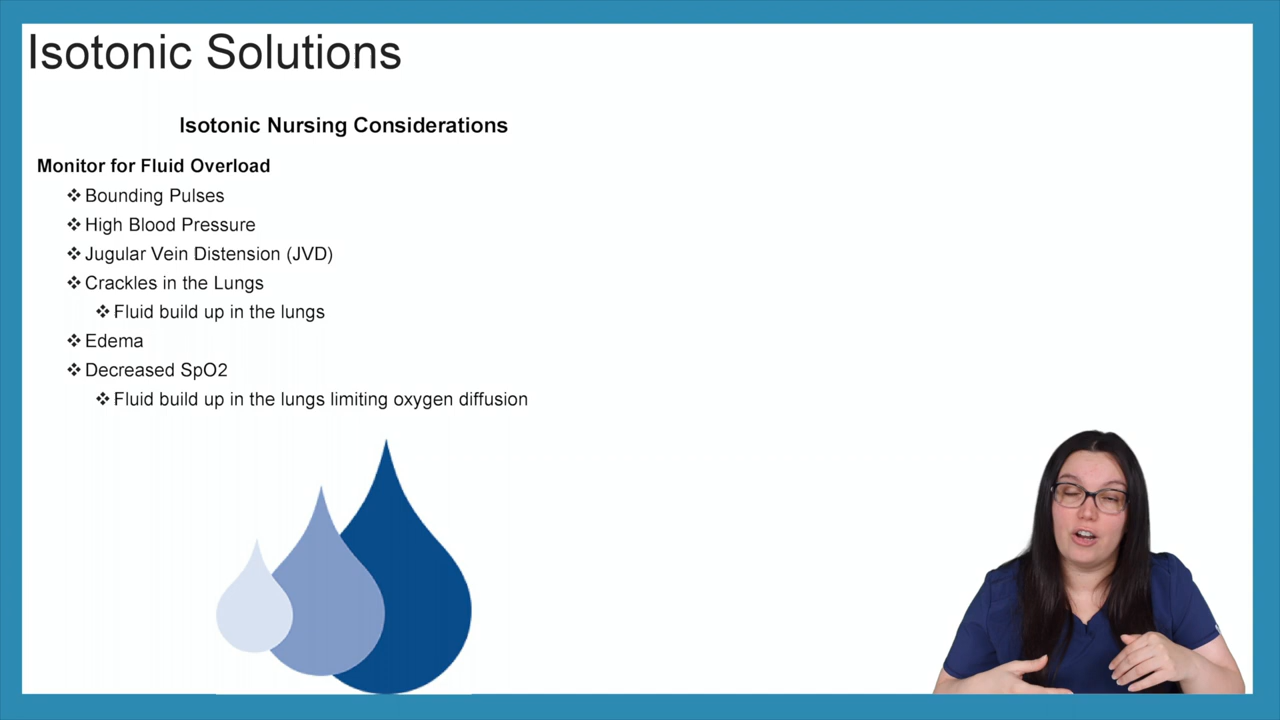 Isotonic Solutions
Isotonic Nursing Considerations
Monitor for Fluid Overload
❖ Bounding Pulses
❖ High Blood Pressure
❖ Jugular Vein Distension (JVD)
❖ Crackles in the Lungs
❖ Fluid build up in the lungs
❖ Edema
❖ Decreased SpO2
❖ Fluid build up in the lungs limiting oxygen diffusion